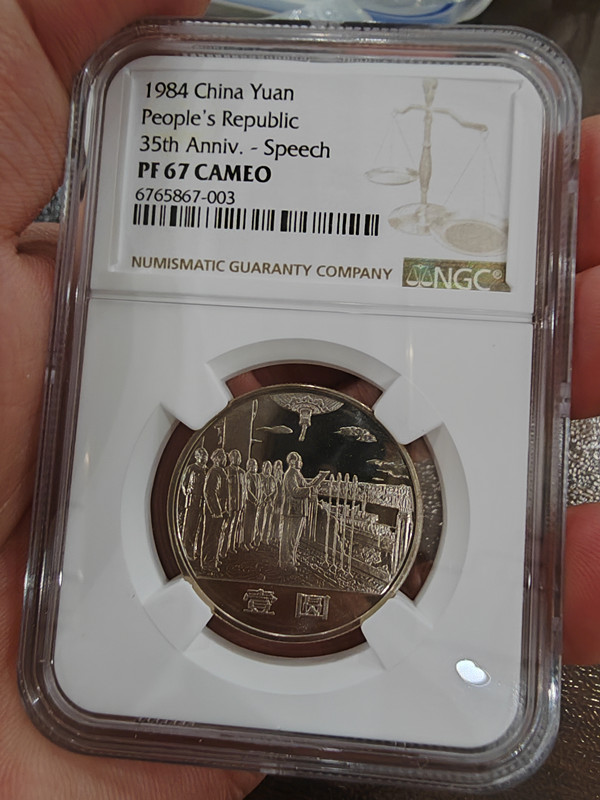 1984 China Yuan
People's Republic
35th Anniv. - Speech
PF 67 CAMEO
6765867-003
NUMISMATIC GUARANTY COMPANY
NGC®
壹圆